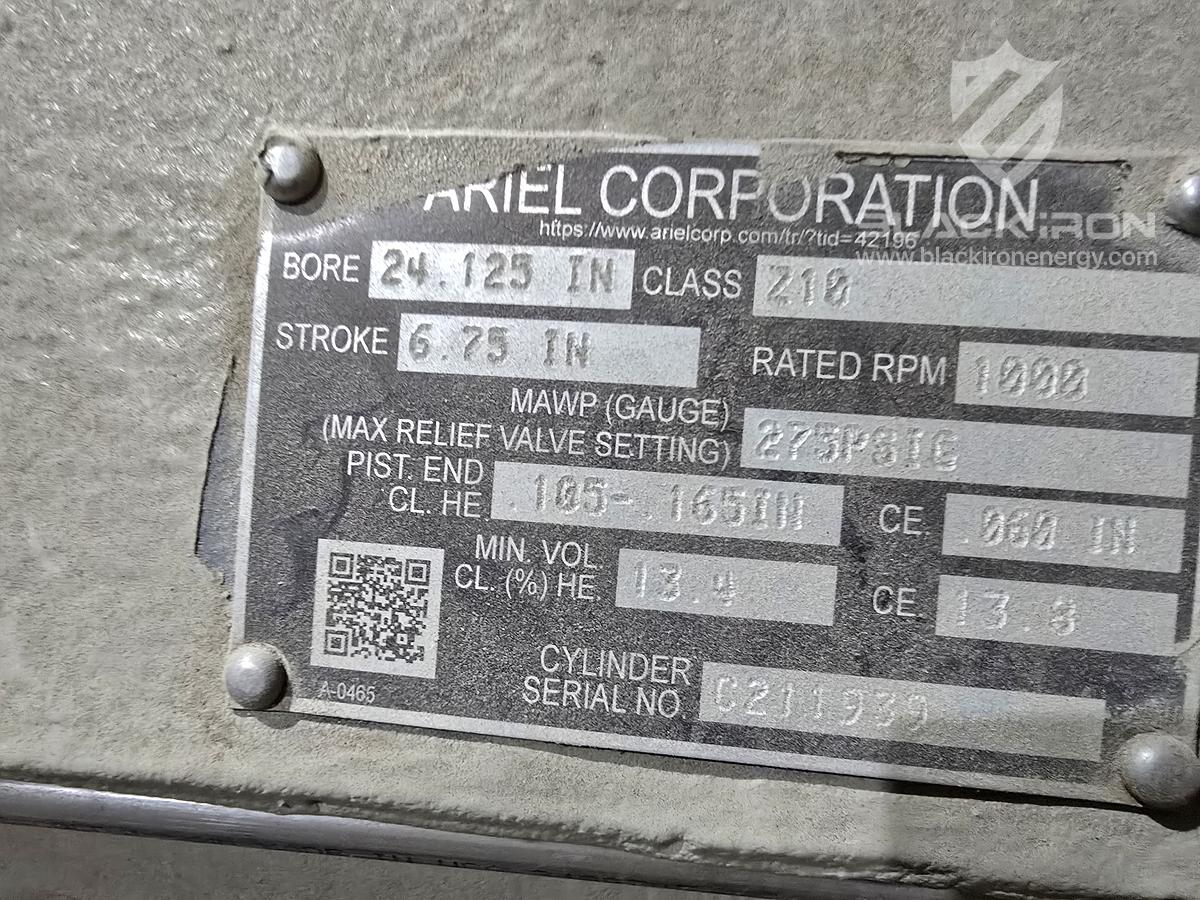 ARIEL CORPORATION
https://www.arielcorp.com/tr/?tid=42196
BLACK IRON
www.blackironenergy.com
BORE 24.125 IN CLASS Z10
STROKE 6.75 IN RATED RPM 1000
MAWP (GAUGE)
(MAX RELIEF VALVE SETTING) 275PSIG
PIST. END
CL. HE. .105-.165IN CE. .060 IN
MIN. VOL.
CL. (%) HE 13.4 CE. 13.8
CYLINDER
SERIAL NO. C211939
A-0465